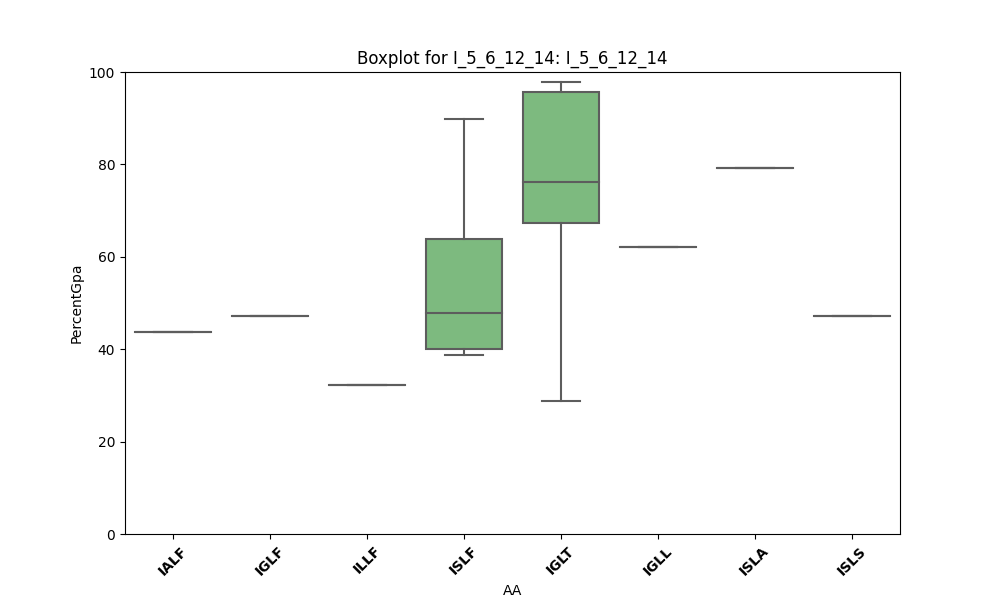 Boxplot for I_5_6_12_14: I_5_6_12_14
PercentGpa
100
80
60
40
20
0
IALF
IGLF
ILLF
ISLF
IGLT
IGLL
ISLA
ISLS
AA